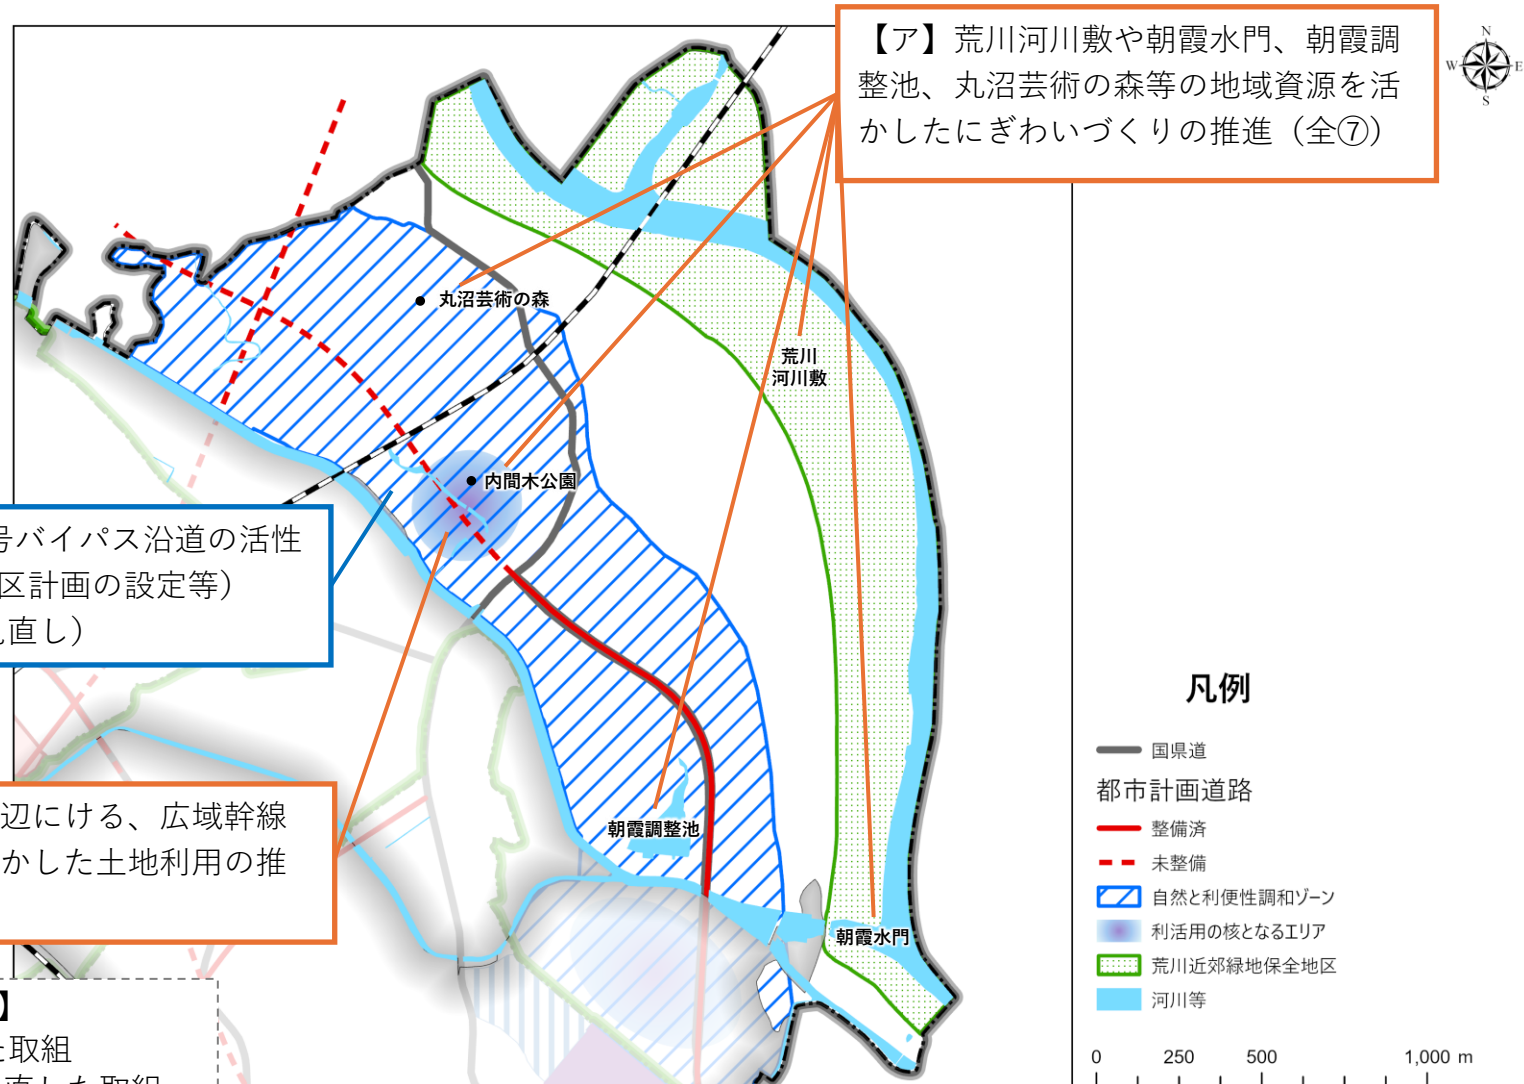 【ア】荒川河川敷や朝霞水門、朝霞調
整池、丸沼芸術の森等の地域資源を活
かしたにぎわいづくりの推進（全⑦）
N
W
E
S
丸沼芸術の森
荒川
河川敷
内間木公園
号バイパス沿道の活性
区計画の設定等）
直し）
辺にける、広域幹線
かした土地利用の推
朝霞調整池
朝霞水門
】
取組
直した取組
凡例
国県道
都市計画道路
整備済
未整備
自然と利便性調和ゾーン
利活用の核となるエリア
荒川近郊緑地保全地区
河川等
0 250 500 1,000 m